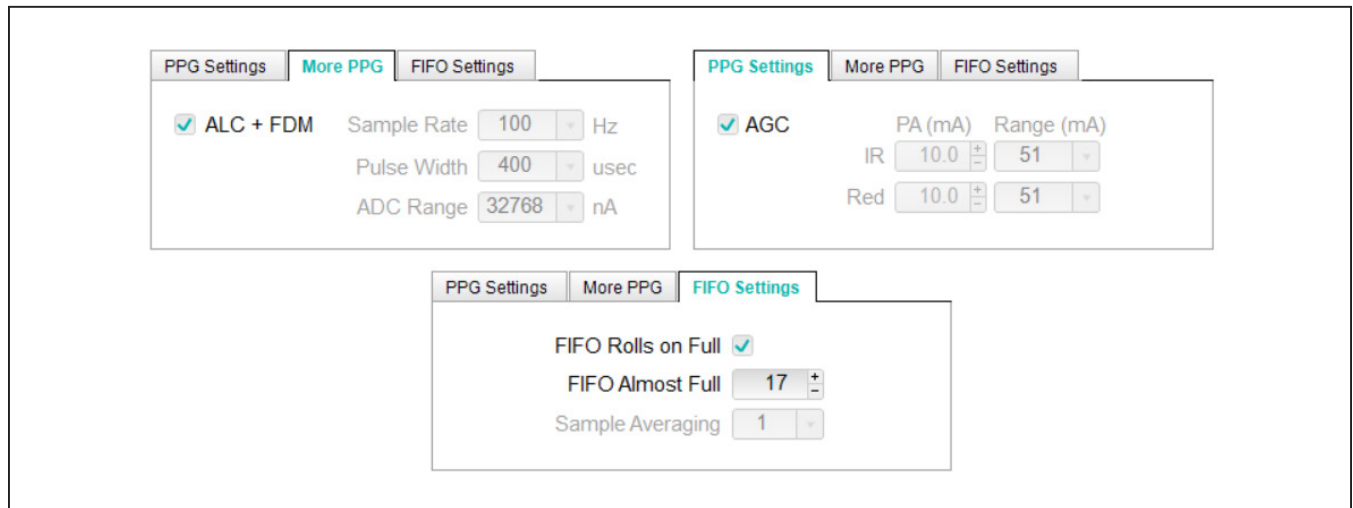 PPG Settings More PPG FIFO Settings
ALC + FDM Sample Rate 100 Hz
Pulse Width 400 usec
ADC Range 32768 nA
PPG Settings More PPG FIFO Settings
AGC PA (mA) Range (mA)
IR 10.0 + - 51
Red 10.0 + - 51
PPG Settings More PPG FIFO Settings
FIFO Rolls on Full
FIFO Almost Full 17 + -
Sample Averaging 1